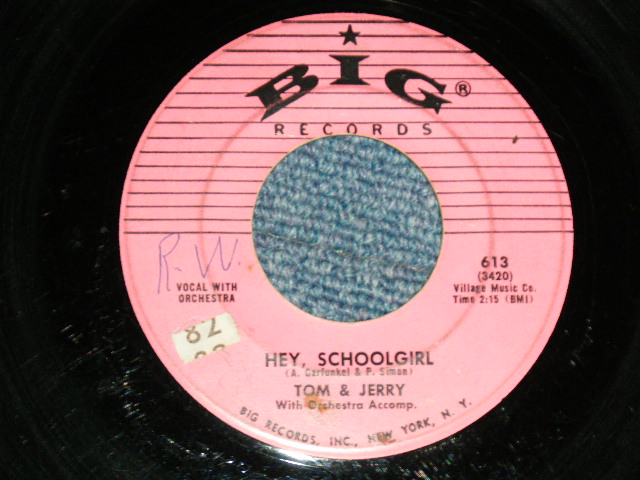 BIG®
RECORDS
R.W.
VOCAL WITH
ORCHESTRA
613
(3420)
Village Music Co.
Time 2:15 (BMI)
82
HEY, SCHOOLGIRL
(A. Garfunkel & P. Simon)
TOM & JERRY
With Orchestra Accomp.
BIG RECORDS, INC., NEW YORK, N. Y.